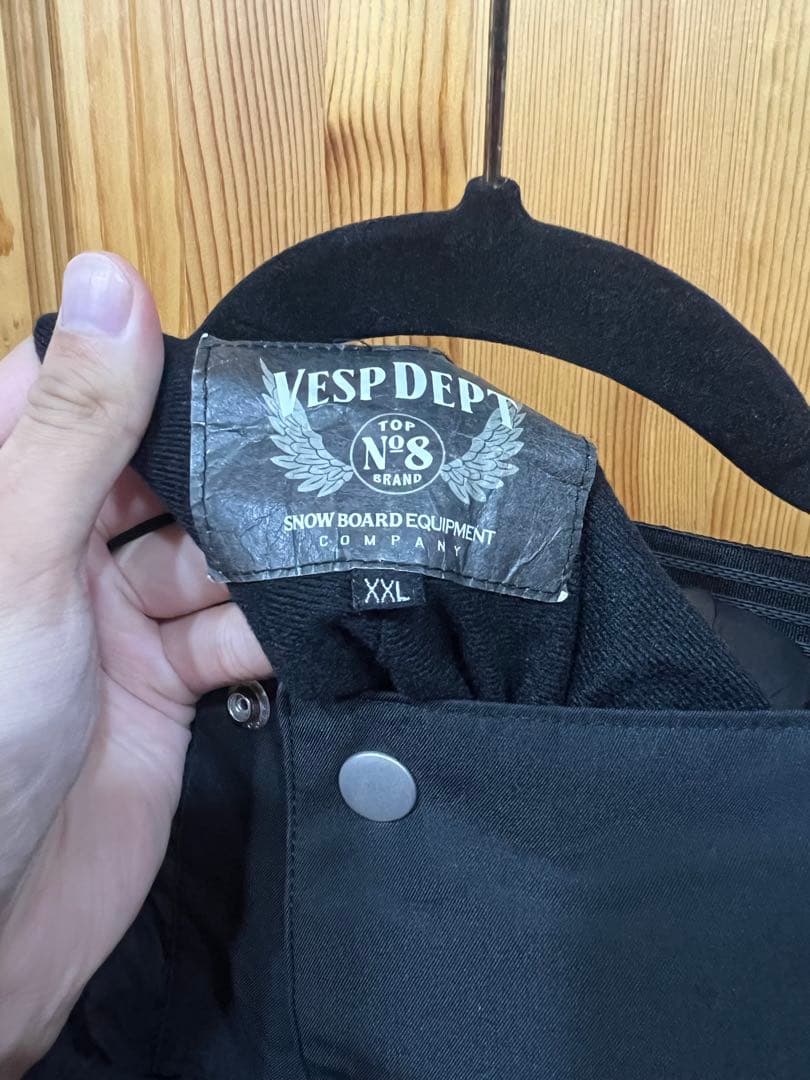 VESP DEPT
TOP
Nº8
BRAND
SNOW BOARD EQUIPMENT
COMPANY
XXL